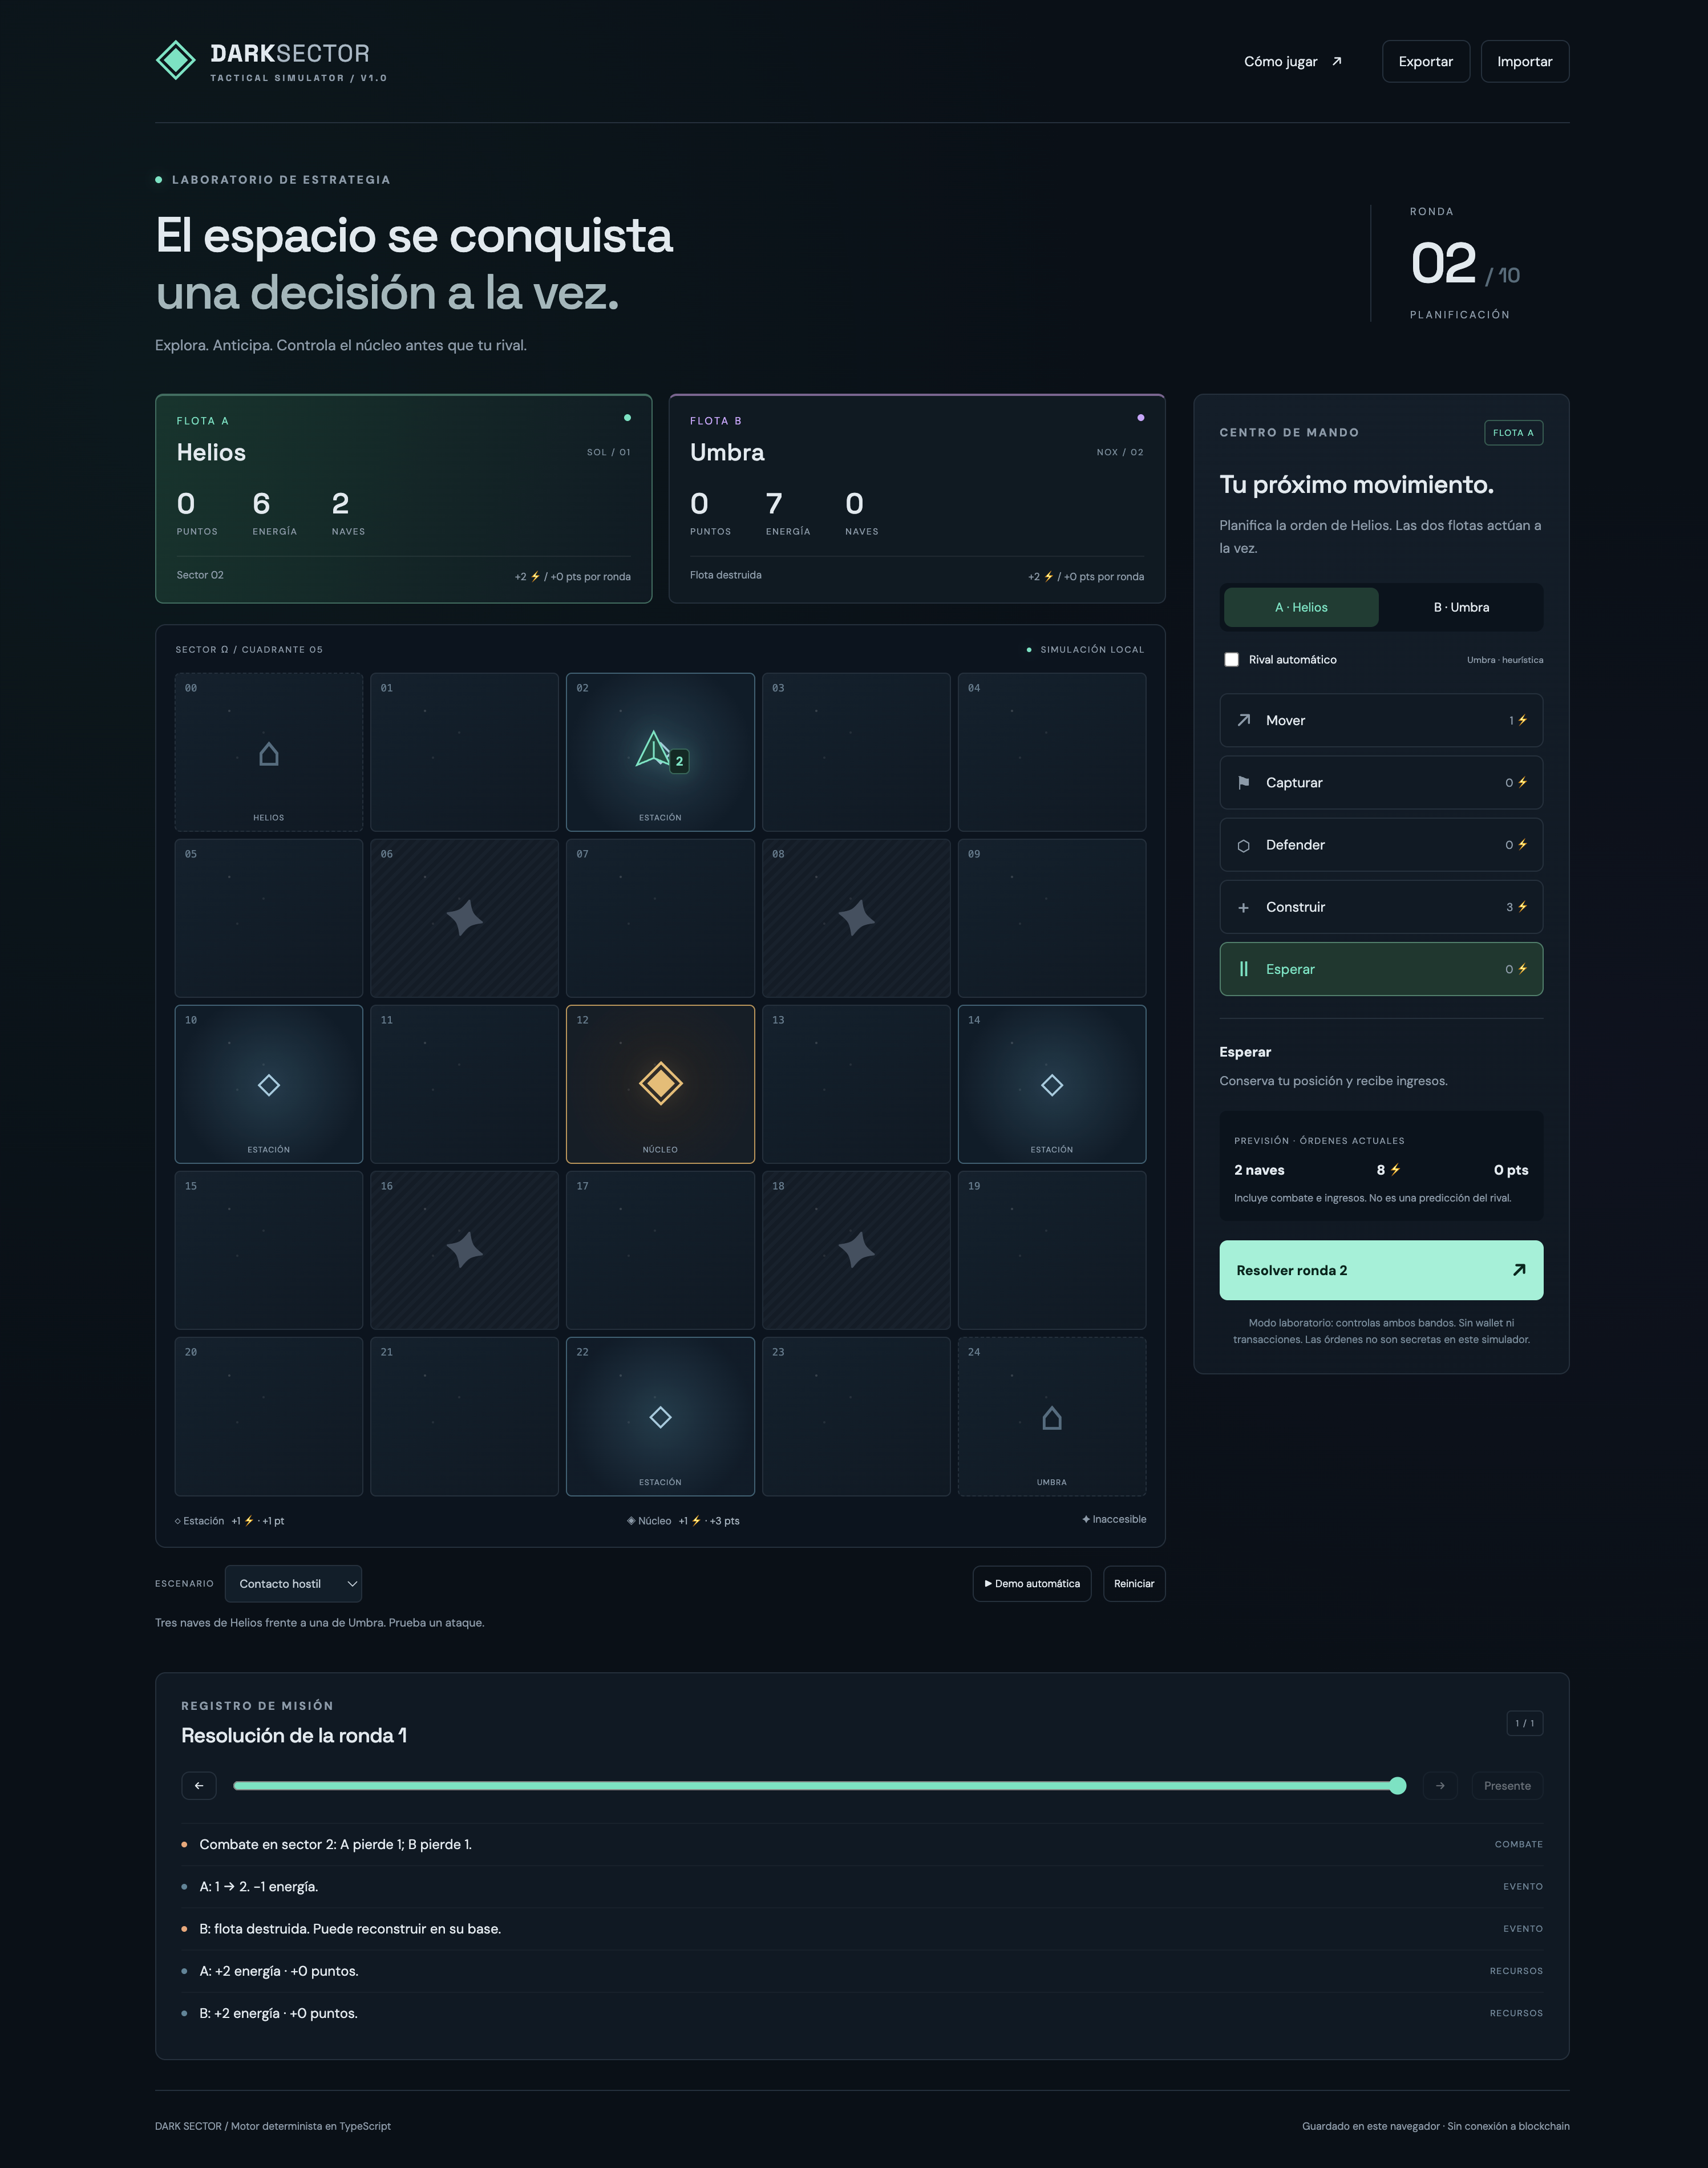 DARKSECTOR
TACTICAL SIMULATOR / V1.0
Cómo jugar ↗
Exportar
Importar
LABORATORIO DE ESTRATEGIA
El espacio se conquista
una decisión a la vez.
Explora. Anticipa. Controla el núcleo antes que tu rival.
RONDA
02 / 10
PLANIFICACIÓN
FLOTA A
Helios
SOL / 01
0 6 2
PUNTOS ENERGÍA NAVES
Sector 02
+2 ⚡ / +0 pts por ronda
FLOTA B
Umbra
NOX / 02
0 7 0
PUNTOS ENERGÍA NAVES
Flota destruida
+2 ⚡ / +0 pts por ronda
SECTOR Ω / CUADRANTE 05
SIMULACIÓN LOCAL
00 01 02 03 04
2
HELIOS ESTACIÓN
05 06 07 08 09
10 11 12 13 14
ESTACIÓN NÚCLEO ESTACIÓN
15 16 17 18 19
20 21 22 23 24
ESTACIÓN UMBRA
◇ Estación +1 ⚡ · +1 pt
◈ Núcleo +1 ⚡ · +3 pts
✦ Inaccesible
ESCENARIO
Contacto hostil
▶ Demo automática
Reiniciar
Tres naves de Helios frente a una de Umbra. Prueba un ataque.
CENTRO DE MANDO
FLOTA A
Tu próximo movimiento.
Planifica la orden de Helios. Las dos flotas actúan a
la vez.
A · Helios
B · Umbra
Rival automático
Umbra · heurística
↗ Mover 1 ⚡
⚑ Capturar 0 ⚡
⬡ Defender 0 ⚡
+ Construir 3 ⚡
Esperar 0 ⚡
Esperar
Conserva tu posición y recibe ingresos.
PREVISIÓN · ÓRDENES ACTUALES
2 naves 8 ⚡ 0 pts
Incluye combate e ingresos. No es una predicción del rival.
Resolver ronda 2 ↗
Modo laboratorio: controlas ambos bandos. Sin wallet ni
transacciones. Las órdenes no son secretas en este simulador.
REGISTRO DE MISIÓN
Resolución de la ronda 1
1 / 1
←
→
Presente
Combate en sector 2: A pierde 1; B pierde 1.
COMBATE
A: 1 → 2. −1 energía.
EVENTO
B: flota destruida. Puede reconstruir en su base.
EVENTO
A: +2 energía · +0 puntos.
RECURSOS
B: +2 energía · +0 puntos.
RECURSOS
DARK SECTOR / Motor determinista en TypeScript
Guardado en este navegador · Sin conexión a blockchain